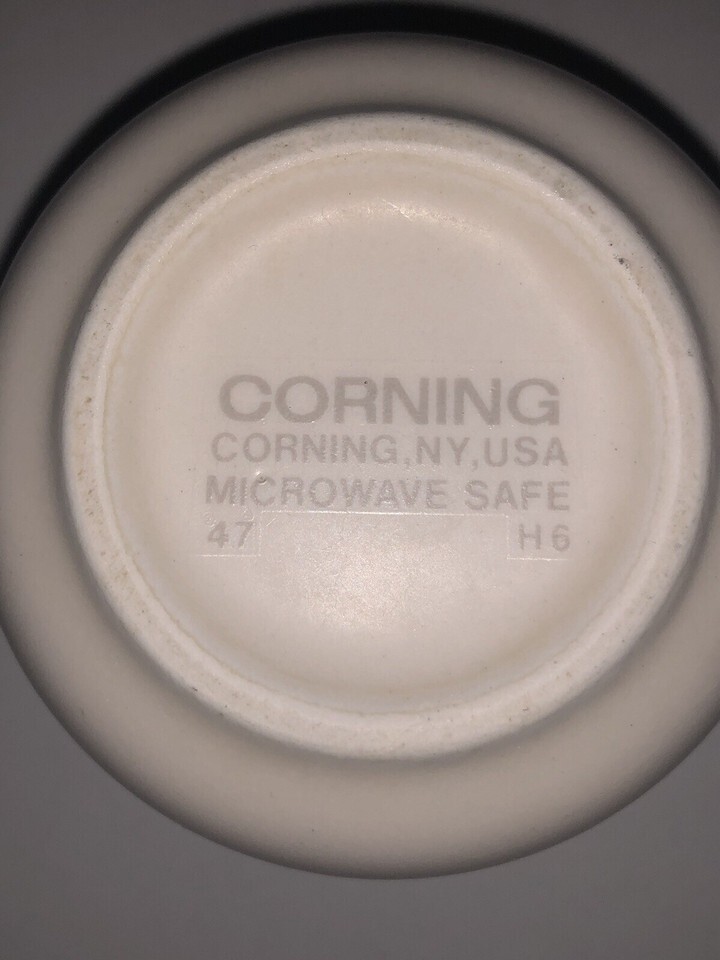 CORNING
CORNING,NY,USA
MICROWAVE SAFE
47 H6